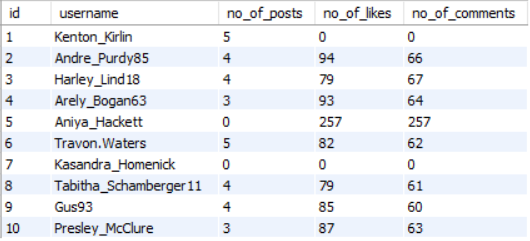 id username no_of_posts no_of_likes no_of_comments
1 Kenton_Kirlin 5 0 0
2 Andre_Purdy85 4 94 66
3 Harley_Lind18 4 79 67
4 Arely_Bogan63 3 93 64
5 Aniya_Hackett 0 257 257
6 Travon.Waters 5 82 62
7 Kasandra_Homenick 0 0 0
8 Tabitha_Schamberger11 4 79 61
9 Gus93 4 85 60
10 Presley_McClure 3 87 63